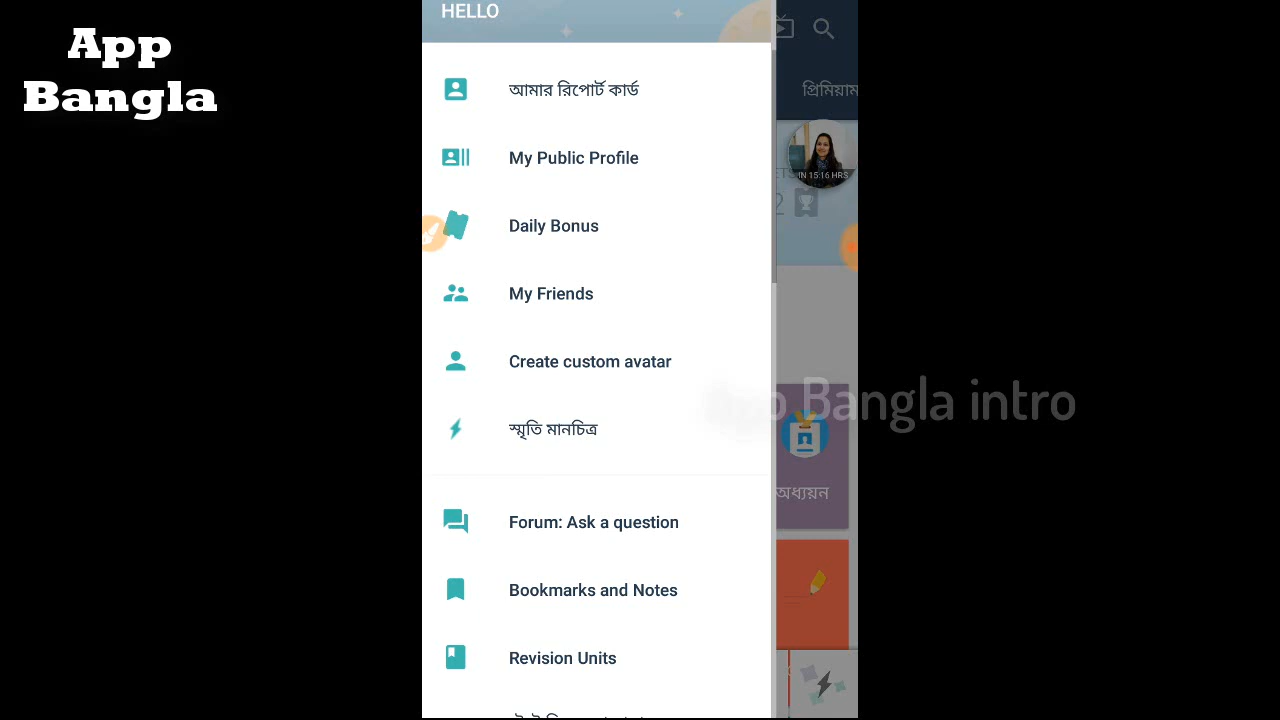 App
Bangla
HELLO
প্রিমিয়াম
আমার রিপোর্ট কার্ড
My Public Profile
IN 15:16 HRS
Daily Bonus
My Friends
Create custom avatar
App Bangla intro
স্মৃতি মানচিত্র
অধ্যয়ন
Forum: Ask a question
Bookmarks and Notes
Revision Units